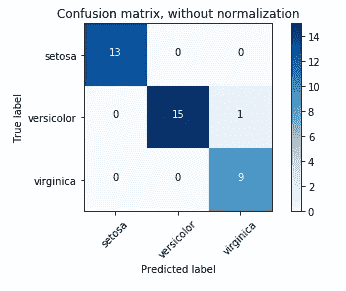 Confusion matrix, without normalization
setosa 13 0 0
versicolor 0 15 1
virginica 0 0 9
setosa versicolor virginica
True label
Predicted label
14
12
10
8
6
4
2
0